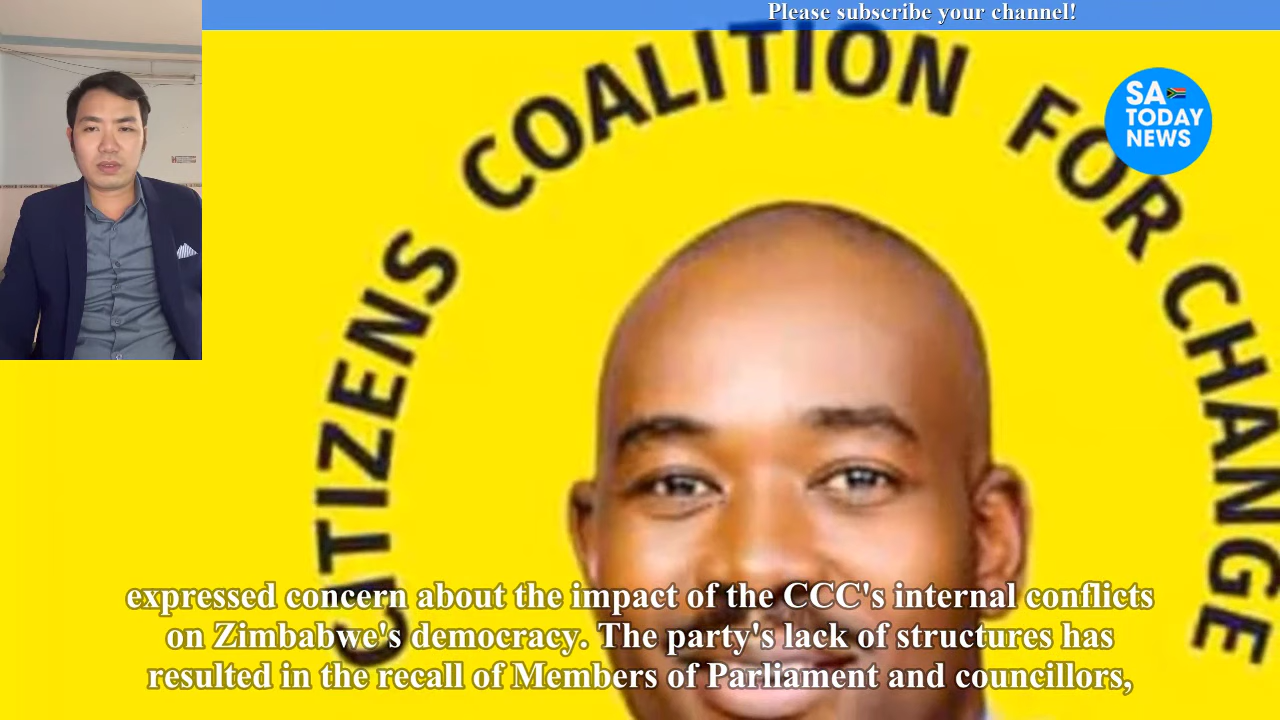 Please subscribe your channel!
SA
TODAY
NEWS
CITIZENS COALITION FOR CHANGE
expressed concern about the impact of the CCC's internal conflicts
on Zimbabwe's democracy. The party's lack of structures has
resulted in the recall of Members of Parliament and councillors,